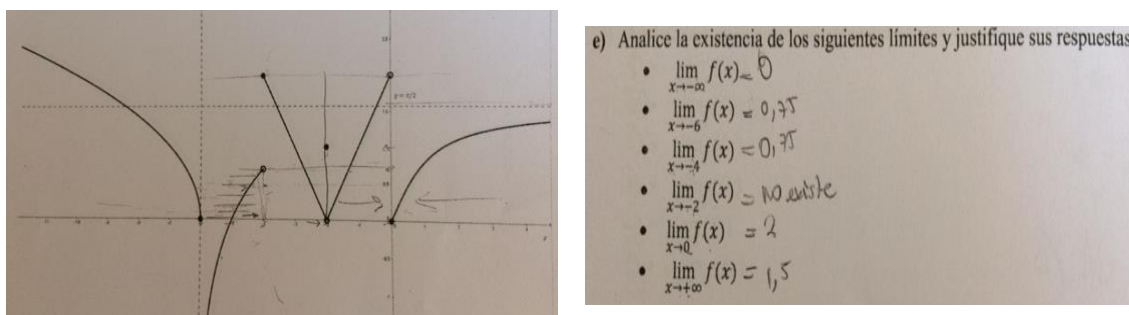 y = π/2
e) Analice la existencia de los siguientes límites y justifique sus respuestas
• lim f(x) = 0
x→-∞
• lim f(x) = 0,75
x→-6
• lim f(x) = 0,75
x→-4
• lim f(x) = no existe
x→-2
• lim f(x) = 2
x→0
• lim f(x) = 1,5
x→+∞